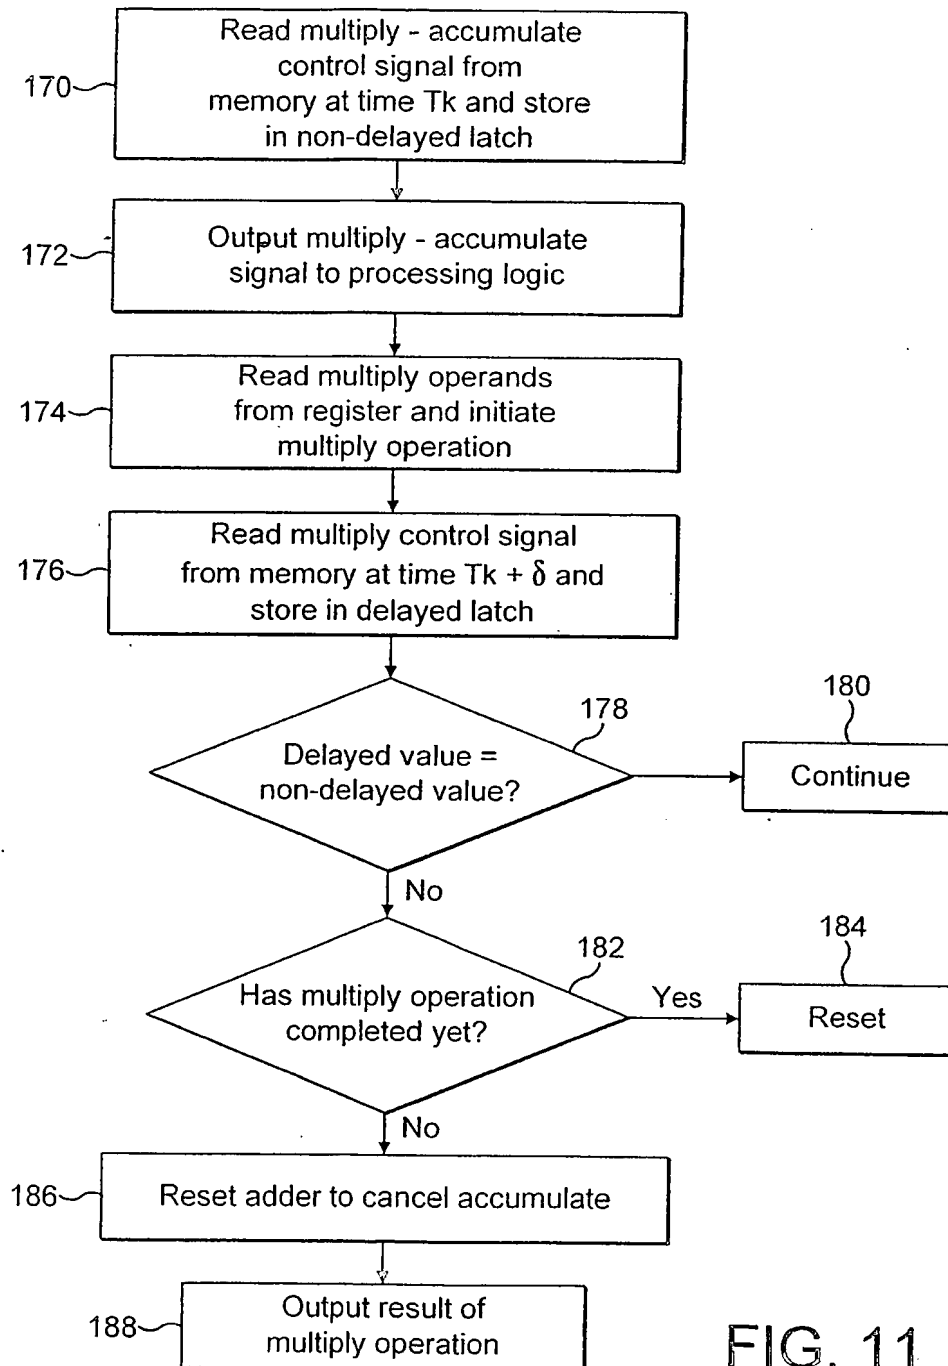 Read multiply - accumulate
control signal from
memory at time Tk and store
in non-delayed latch
170
Output multiply - accumulate
signal to processing logic
172
Read multiply operands
from register and initiate
multiply operation
174
Read multiply control signal
from memory at time Tk + δ and
store in delayed latch
176
Delayed value =
non-delayed value?
178
180
Continue
No
Has multiply operation
completed yet?
182
Yes
184
Reset
No
186
Reset adder to cancel accumulate
188
Output result of
multiply operation
FIG. 11